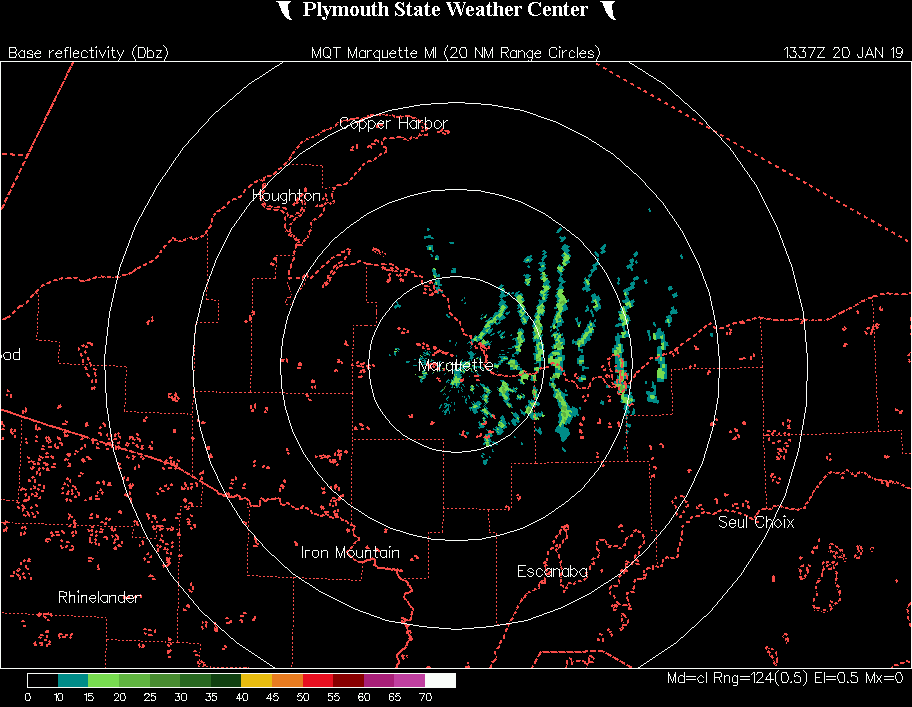 Plymouth State Weather Center
Base reflectivity (Dbz) MQT Marquette MI (20 NM Range Circles) 1337Z 20 JAN 19
Copper Harbor
Houghton
od
Marquette
Seul Choix
Iron Mountain
Escanaba
Rhinelander
Md=cl Rng=124(0.5) El=0.5 Mx=0
0 10 15 20 25 30 35 40 45 50 55 60 65 70